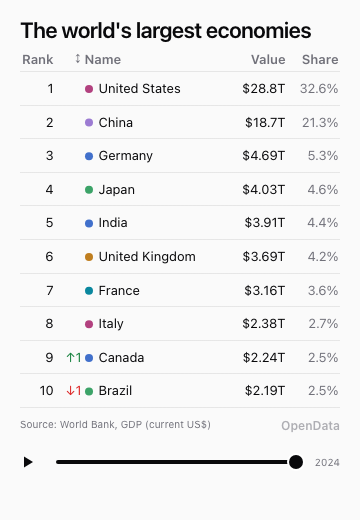 The world's largest economies
Rank ↕ Name Value Share
1 United States $28.8T 32.6%
2 China $18.7T 21.3%
3 Germany $4.69T 5.3%
4 Japan $4.03T 4.6%
5 India $3.91T 4.4%
6 United Kingdom $3.69T 4.2%
7 France $3.16T 3.6%
8 Italy $2.38T 2.7%
9 ↑1 Canada $2.24T 2.5%
10 ↓1 Brazil $2.19T 2.5%
Source: World Bank, GDP (current US$) OpenData
2024